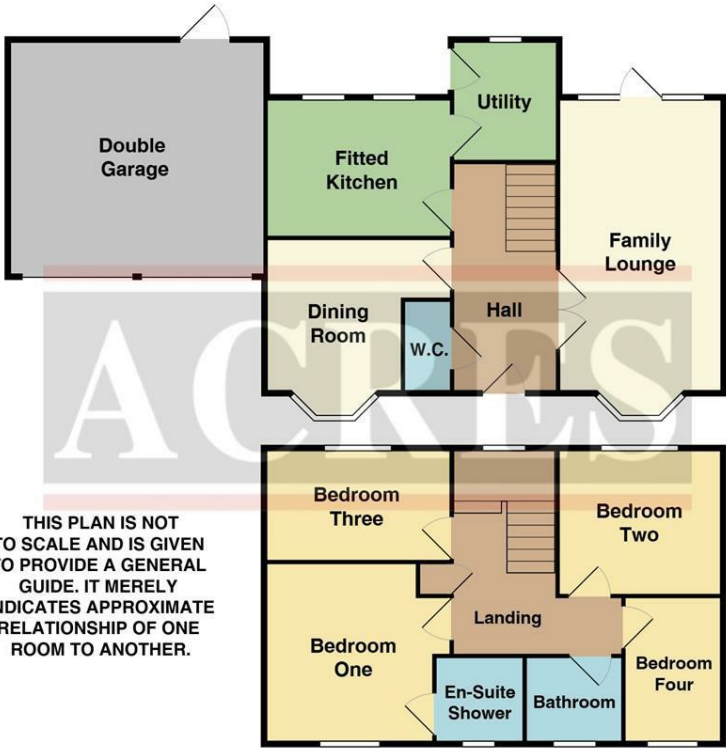 Double
Garage
Fitted
Kitchen
Utility
Family
Lounge
Dining
Room
W.C.
Hall
ACRES
Bedroom
Three
Bedroom
Two
THIS PLAN IS NOT
TO SCALE AND IS GIVEN
TO PROVIDE A GENERAL
GUIDE. IT MERELY
NDICATES APPROXIMATE
RELATIONSHIP OF ONE
ROOM TO ANOTHER.
Landing
Bedroom
One
En-Suite
Shower
Bathroom
Bedroom
Four